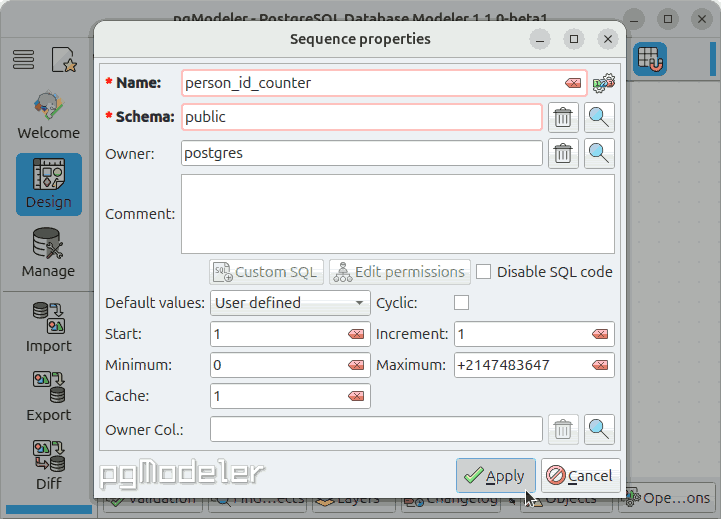 pgModeler - PostgreSQL Database Modeler 1.1.0-beta1
Sequence properties
* Name: person_id_counter
* Schema: public
Owner: postgres
Comment:
Custom SQL Edit permissions Disable SQL code
Default values: User defined Cyclic:
Start: 1 Increment: 1
Minimum: 0 Maximum: +2147483647
Cache: 1
Owner Col.:
pgModeler Apply Cancel
Welcome
Design
Manage
Import
Export
Diff
Validation Find...ects Layers Changelog Objects Ope...ons